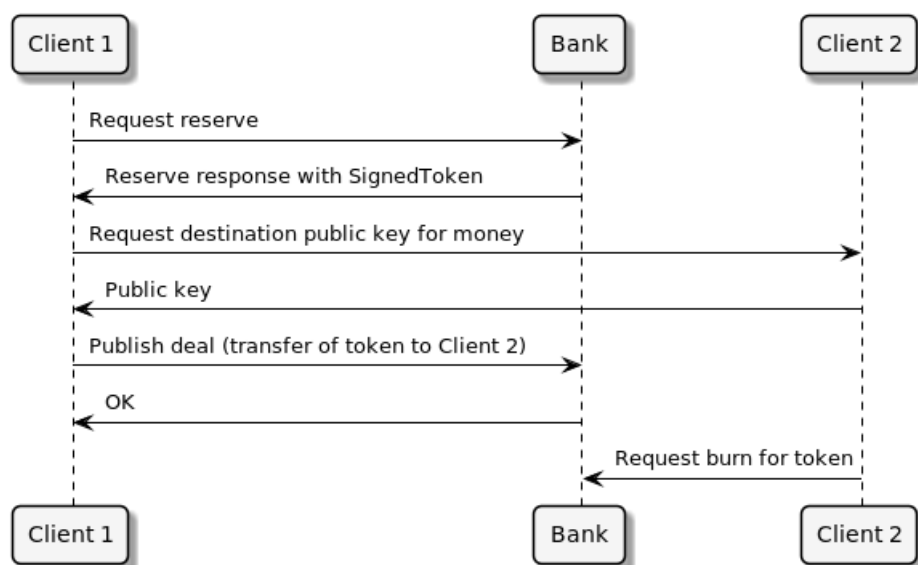 Client 1
Bank
Client 2
Request reserve
Reserve response with SignedToken
Request destination public key for money
Public key
Publish deal (transfer of token to Client 2)
OK
Request burn for token
Client 1
Bank
Client 2